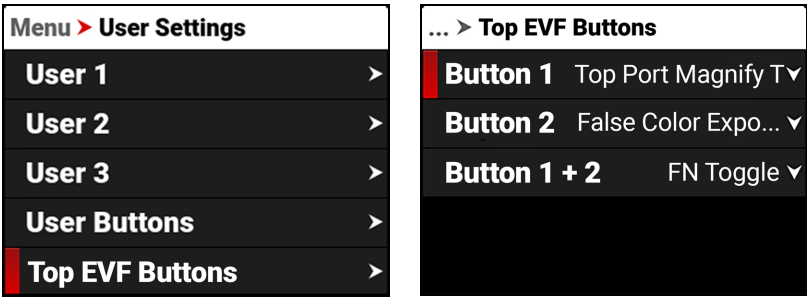 Menu ➤ User Settings
User 1
User 2
User 3
User Buttons
Top EVF Buttons
... ➤ Top EVF Buttons
Button 1 Top Port Magnify T
Button 2 False Color Expo...
Button 1 + 2 FN Toggle